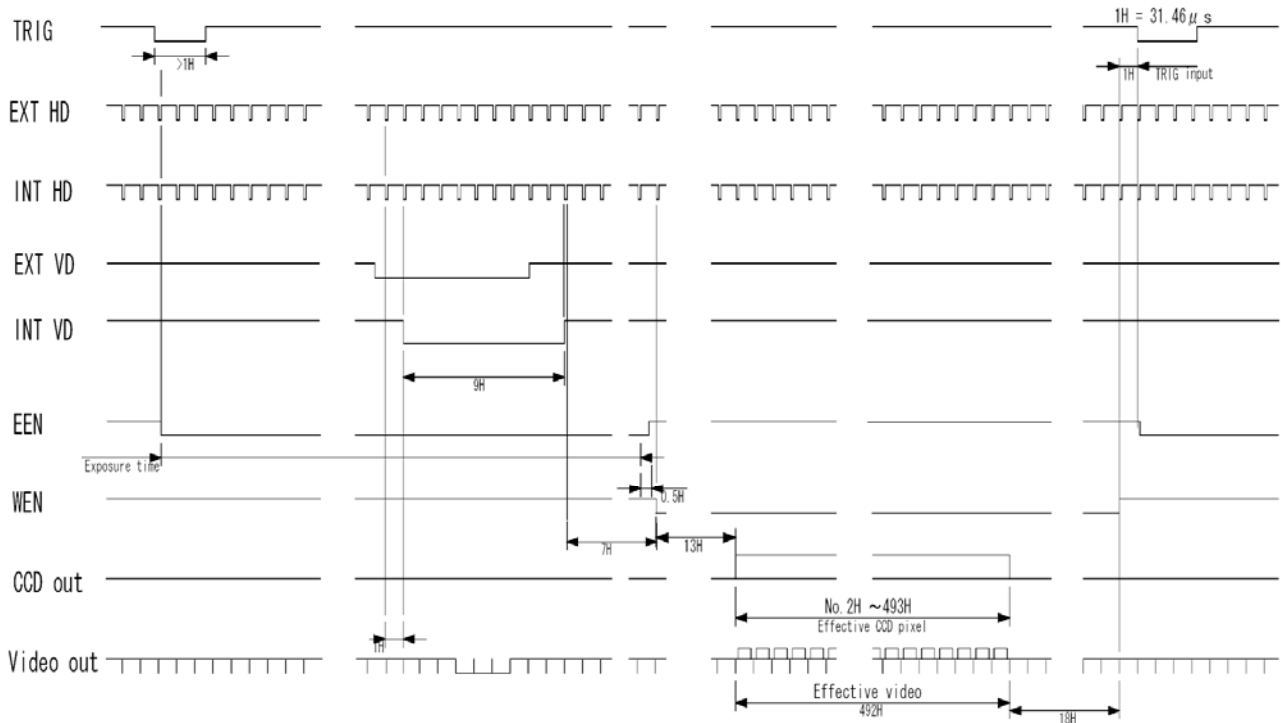 TRIG
1H = 31.46μs
>1H
1H
TRIG input
EXT HD
INT HD
EXT VD
INT VD
9H
EEN
Exposure time
WEN
0.5H
7H
13H
CCD out
No. 2H ~493H
Effective CCD pixel
1H
Video out
Effective video
492H
18H